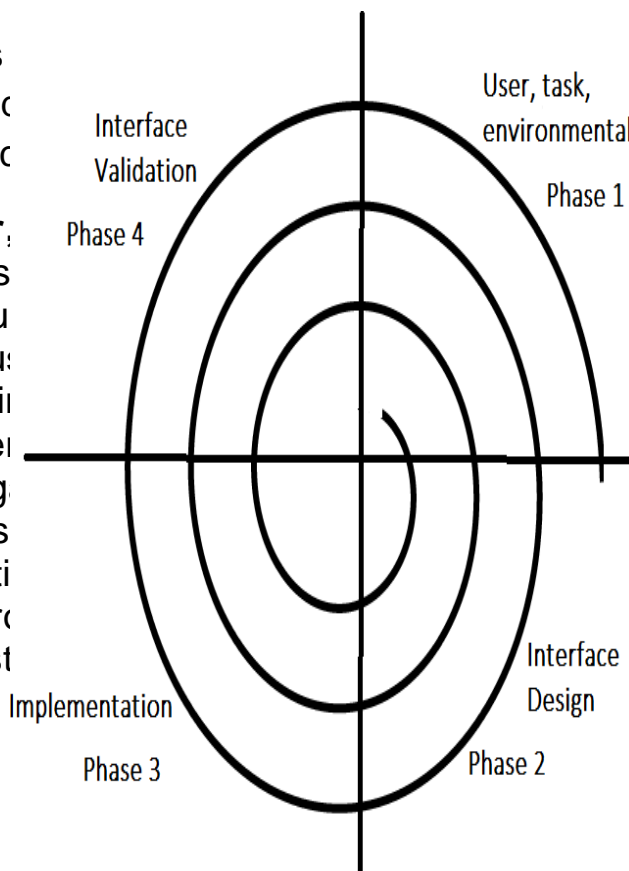 User, task,
environmental
Phase 1
Interface
Validation
Phase 4
Interface
Design
Phase 2
Implementation
Phase 3